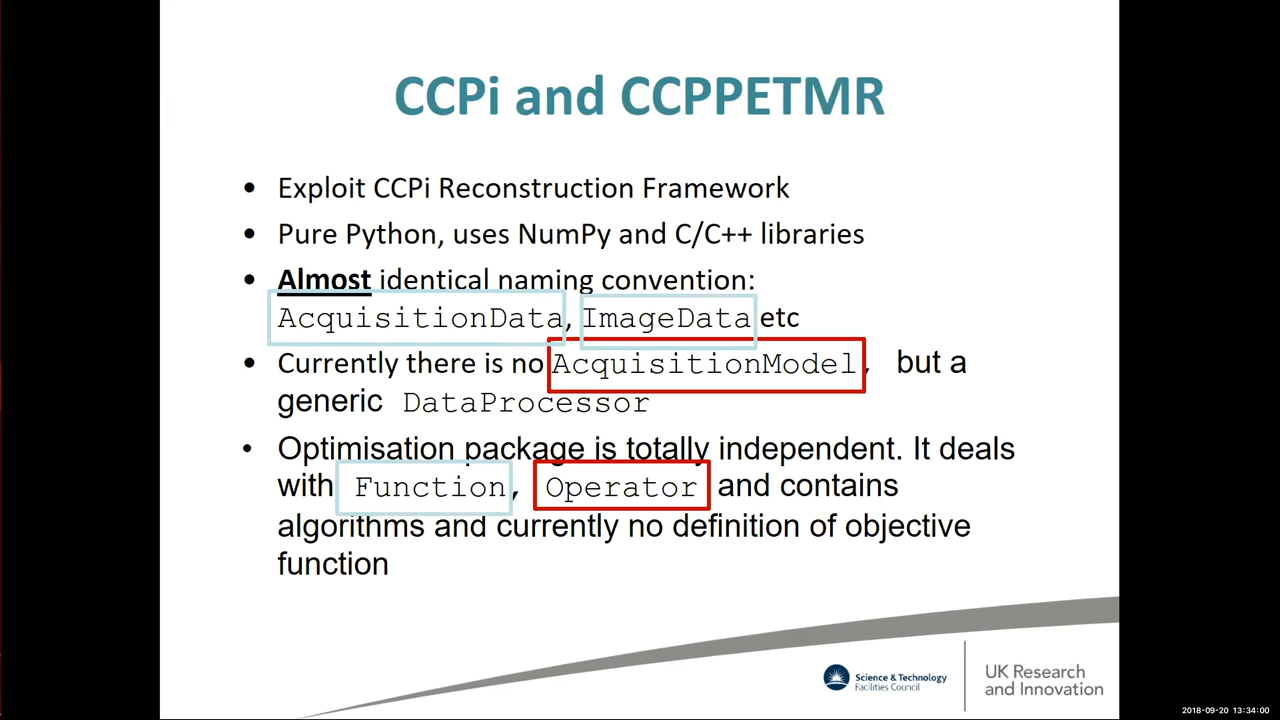 CCPi and CCPPETMR
• Exploit CCPi Reconstruction Framework
• Pure Python, uses NumPy and C/C++ libraries
• Almost identical naming convention:
AcquisitionData, ImageData etc
• Currently there is no AcquisitionModel, but a
generic DataProcessor
• Optimisation package is totally independent. It deals
with Function, Operator and contains
algorithms and currently no definition of objective
function
Science & Technology
Facilities Council
UK Research
and Innovation
2018-09-20 13:34:00